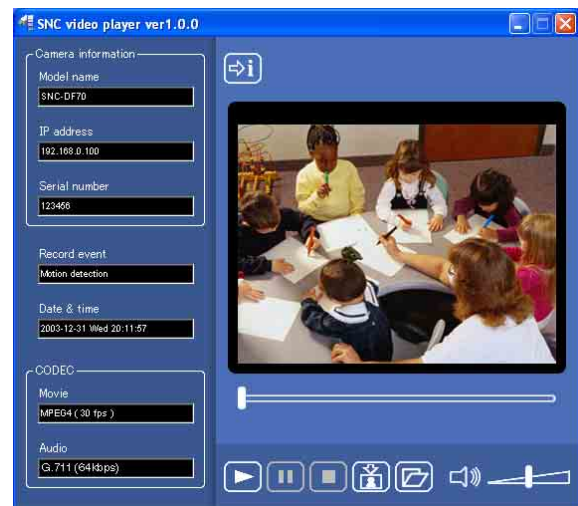 SNC video player ver1.0.0
Camera information
Model name
SNC-DF70
IP address
192.168.0.100
Serial number
123456
Record event
Motion detection
Date & time
2003-12-31 Wed 20:11:57
CODEC
Movie
MPEG4 ( 30 fps )
Audio
G.711 (64kbps)